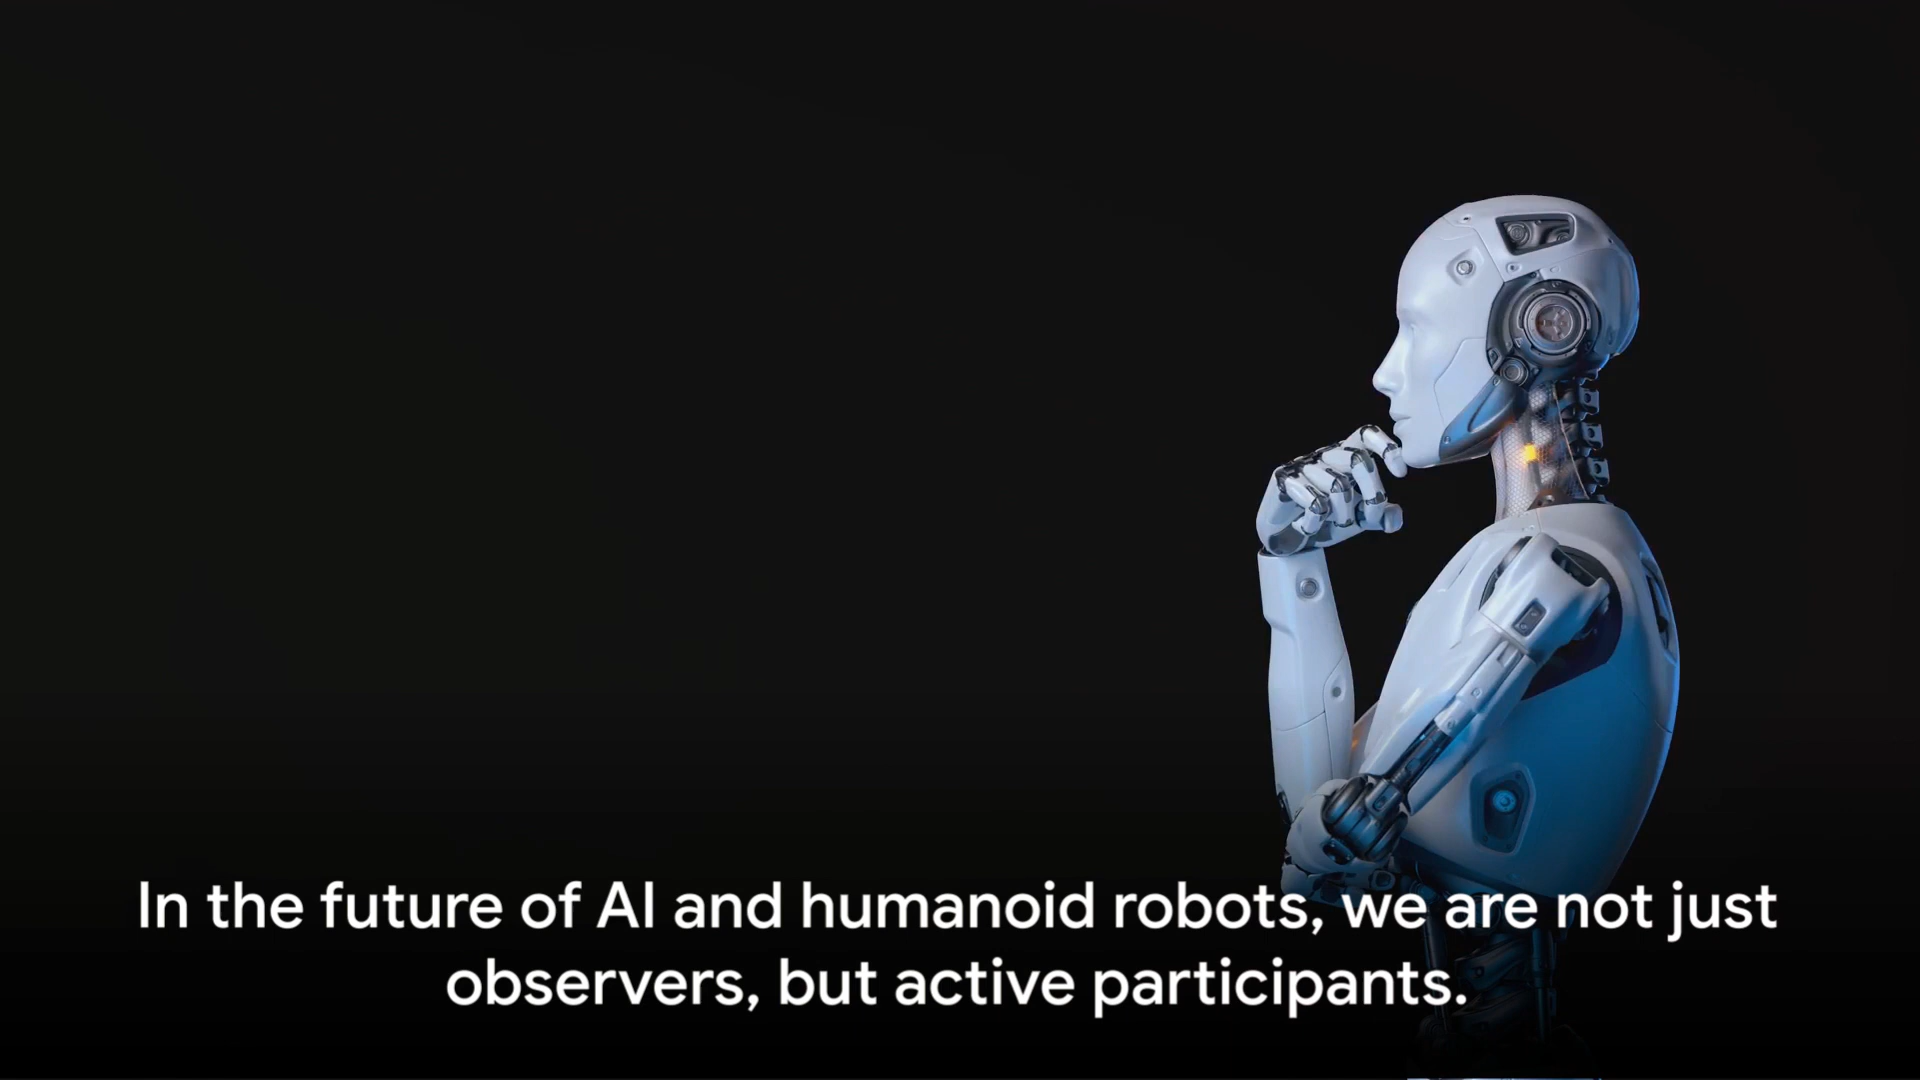 In the future of AI and humanoid robots, we are not just
observers, but active participants.